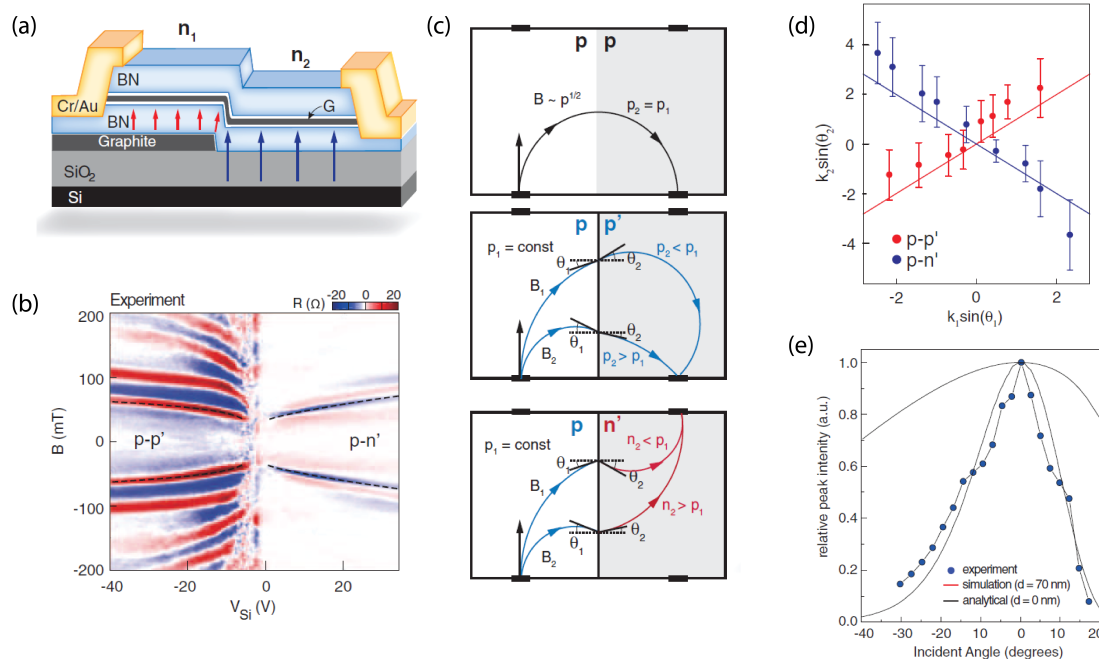 (a)
n1
n2
BN
Cr/Au
BN
G
Graphite
SiO2
Si
(b)
Experiment
R (Ω)
-20 0 20
B (mT)
200
100
0
-100
-200
p-p’
p-n’
-40 -20 0 20
VSi (V)
(c)
p p
B ~ p1/2
p2 = p1
p p’
p1 = const
θ1
θ2
p2 < p1
B1
θ1
θ2
B2
p2 > p1
p n’
p1 = const
θ1
n2 < p1
B1
θ2
θ1
θ2
n2 > p1
B2
(d)
k2sin(θ2)
4
2
0
-2
-4
p-p'
p-n'
-2 0 2
k1sin(θ1)
(e)
relative peak intensity (a.u.)
1.0
0.8
0.6
0.4
0.2
0.0
experiment
simulation (d = 70 nm)
analytical (d = 0 nm)
-40 -30 -20 -10 0 10 20
Incident Angle (degrees)